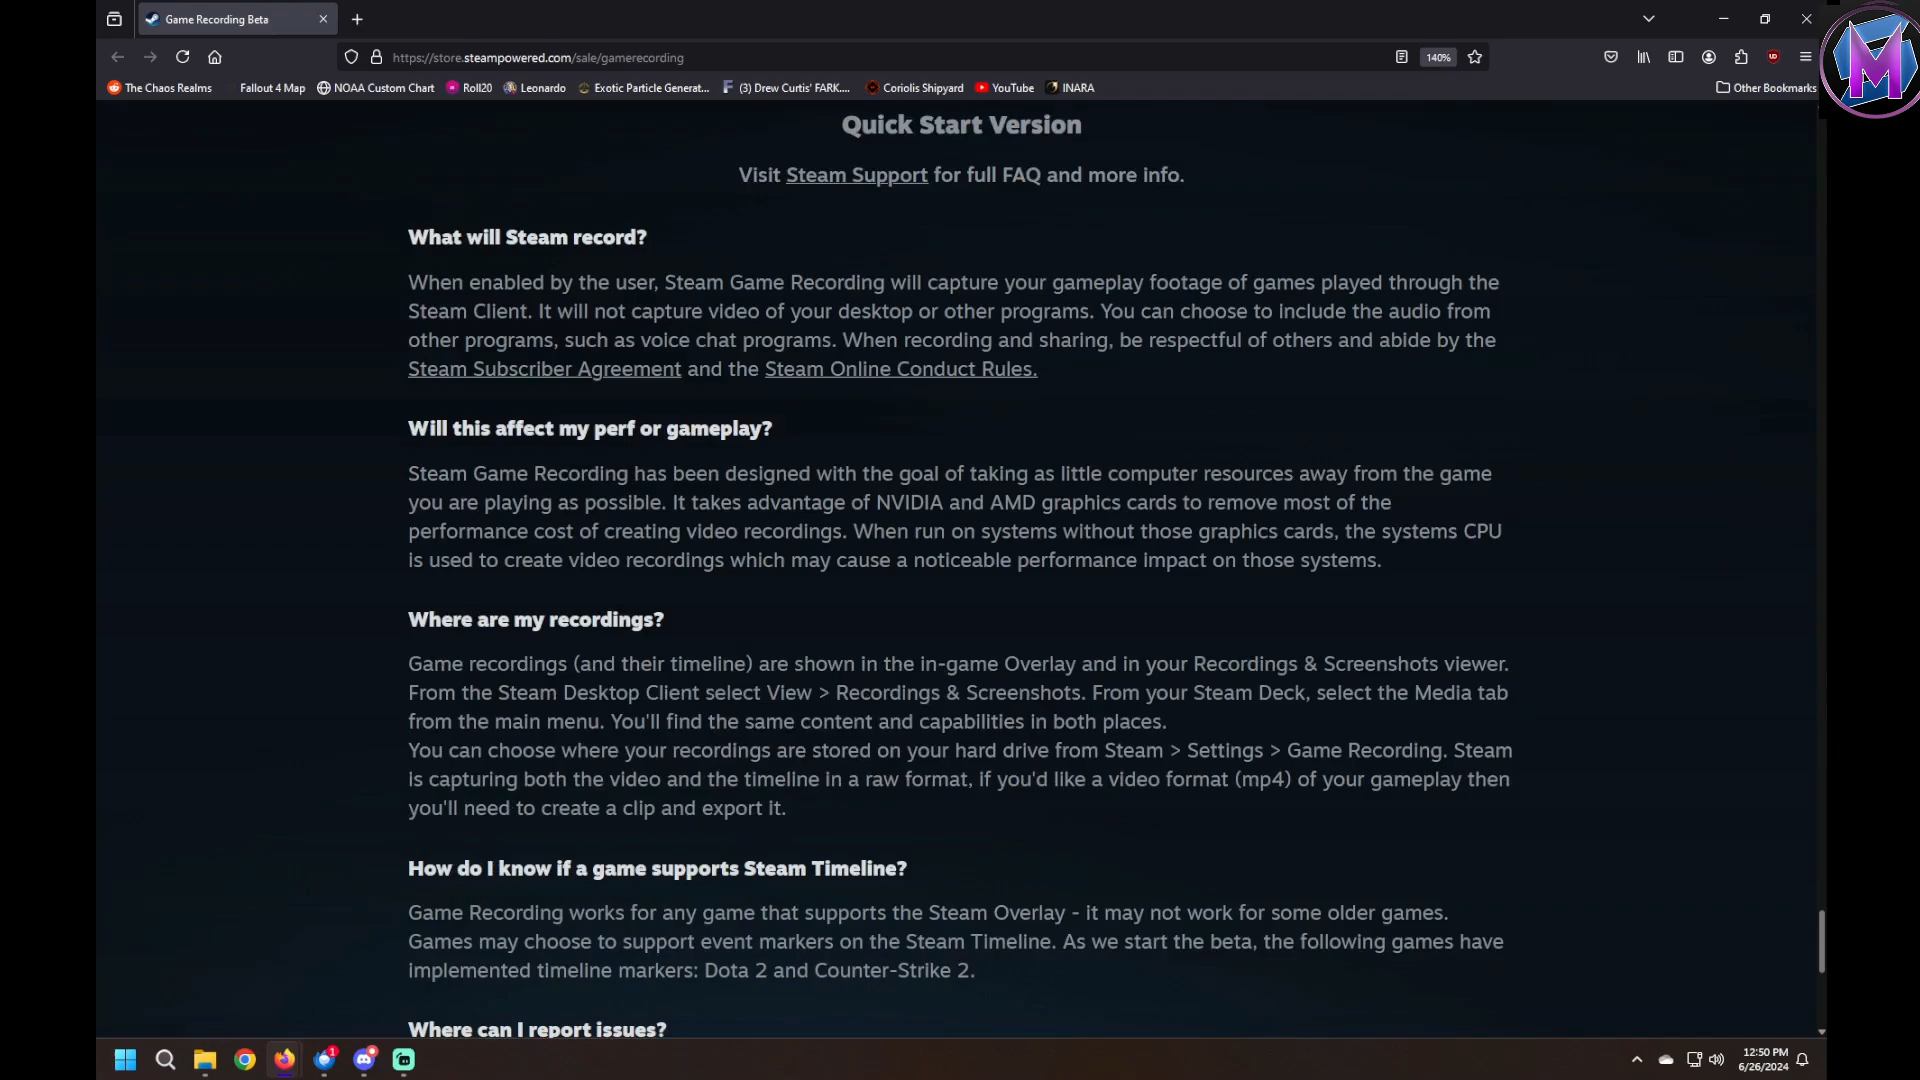 Game Recording Beta
https://store.steampowered.com/sale/gamerecording
140%
The Chaos Realms
Fallout 4 Map
NOAA Custom Chart
Roll20
Leonardo
Exotic Particle Generat...
(3) Drew Curtis' FARK....
Coriolis Shipyard
YouTube
INARA
Other Bookmarks
M
Quick Start Version
Visit Steam Support for full FAQ and more info.
What will Steam record?
When enabled by the user, Steam Game Recording will capture your gameplay footage of games played through the
Steam Client. It will not capture video of your desktop or other programs. You can choose to include the audio from
other programs, such as voice chat programs. When recording and sharing, be respectful of others and abide by the
Steam Subscriber Agreement and the Steam Online Conduct Rules.
Will this affect my perf or gameplay?
Steam Game Recording has been designed with the goal of taking as little computer resources away from the game
you are playing as possible. It takes advantage of NVIDIA and AMD graphics cards to remove most of the
performance cost of creating video recordings. When run on systems without those graphics cards, the systems CPU
is used to create video recordings which may cause a noticeable performance impact on those systems.
Where are my recordings?
Game recordings (and their timeline) are shown in the in-game Overlay and in your Recordings & Screenshots viewer.
From the Steam Desktop Client select View > Recordings & Screenshots. From your Steam Deck, select the Media tab
from the main menu. You'll find the same content and capabilities in both places.
You can choose where your recordings are stored on your hard drive from Steam > Settings > Game Recording. Steam
is capturing both the video and the timeline in a raw format, if you'd like a video format (mp4) of your gameplay then
you'll need to create a clip and export it.
How do I know if a game supports Steam Timeline?
Game Recording works for any game that supports the Steam Overlay - it may not work for some older games.
Games may choose to support event markers on the Steam Timeline. As we start the beta, the following games have
implemented timeline markers: Dota 2 and Counter-Strike 2.
Where can I report issues?
1
12:50 PM
6/26/2024